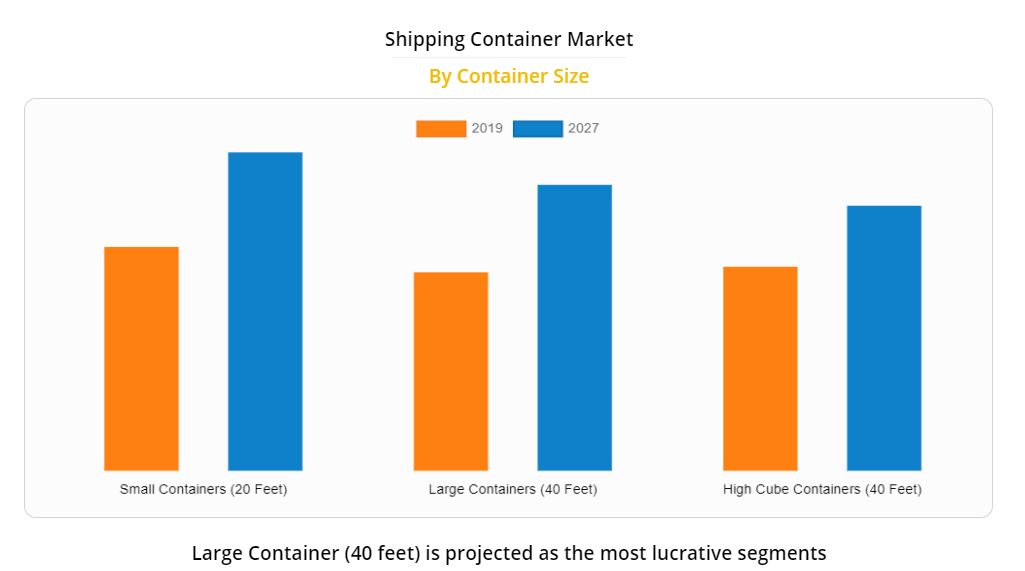 Shipping Container Market
By Container Size
2019 2027
Small Containers (20 Feet) Large Containers (40 Feet) High Cube Containers (40 Feet)
Large Container (40 feet) is projected as the most lucrative segments